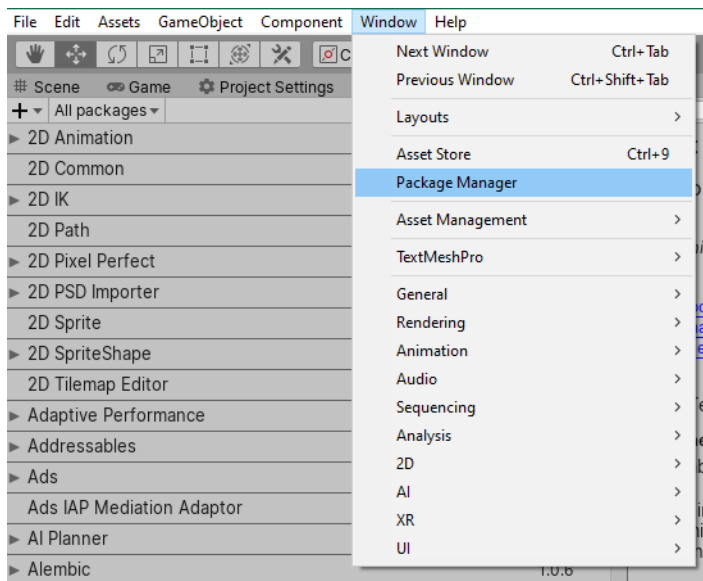 File Edit Assets GameObject Component Window Help
C
Scene Game Project Settings
All packages
2D Animation
2D Common
2D IK
2D Path
2D Pixel Perfect
2D PSD Importer
2D Sprite
2D SpriteShape
2D Tilemap Editor
Adaptive Performance
Addressables
Ads
Ads IAP Mediation Adaptor
AI Planner
Alembic 1.0.6
Next Window Ctrl+Tab
Previous Window Ctrl+Shift+Tab
Layouts
Asset Store Ctrl+9
Package Manager
Asset Management
TextMeshPro
General
Rendering
Animation
Audio
Sequencing
Analysis
2D
AI
XR
UI